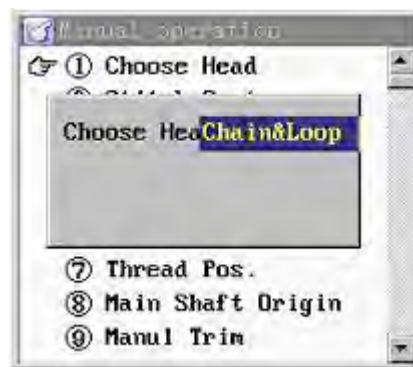 Manual operation
① Choose Head
Choose Hea Chain&Loop
⑦ Thread Pos.
⑧ Main Shaft Origin
⑨ Manul Trim